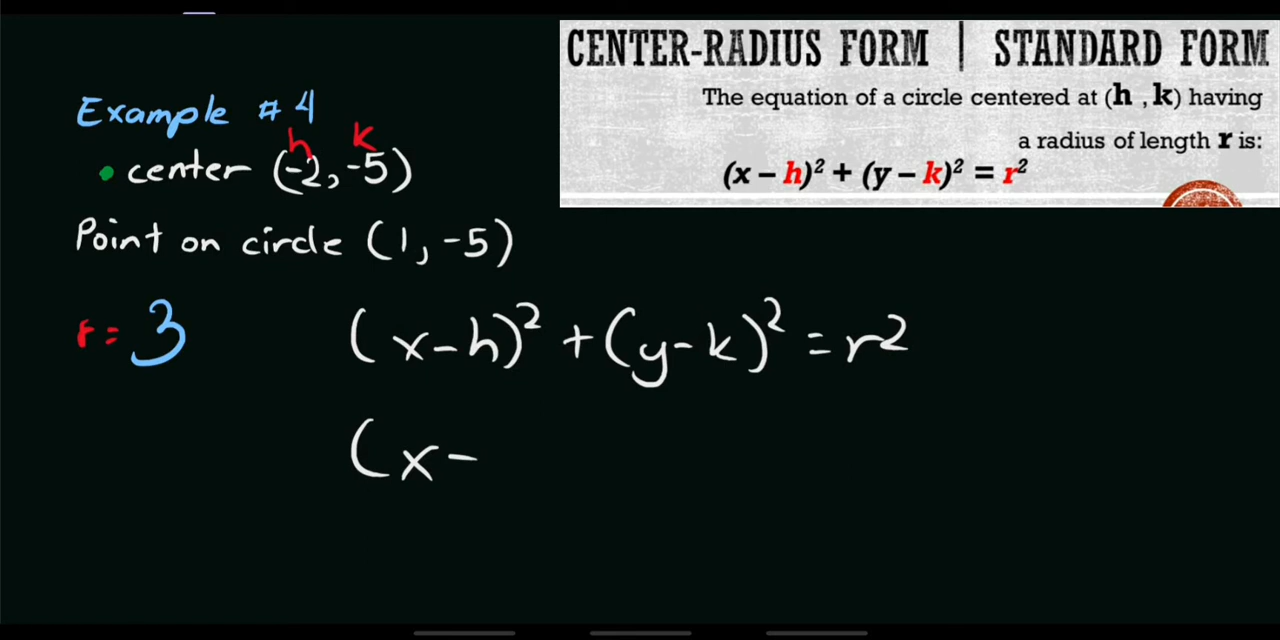 CENTER-RADIUS FORM | STANDARD FORM
The equation of a circle centered at (h , k) having
a radius of length r is:
(x – h)² + (y – k)² = r²
Example # 4
h k
• center (-2, -5)
Point on circle (1, -5)
r = 3
(x - h)² + (y - k)² = r²
(x -